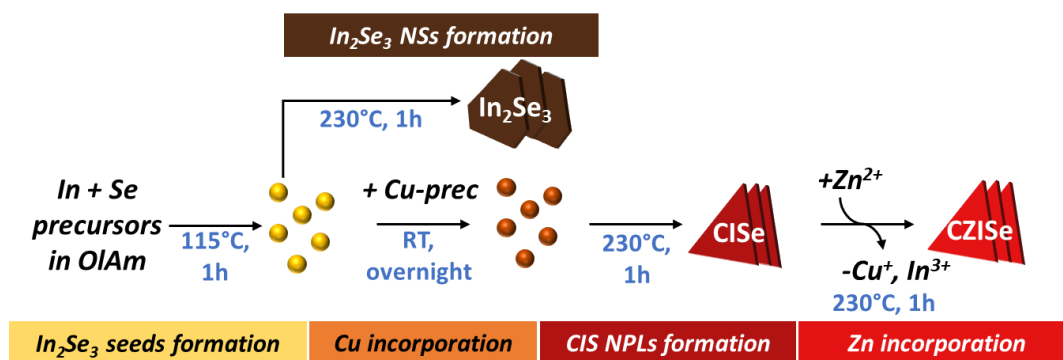 In₂Se₃ NSs formation
230°C, 1h
In₂Se₃
In + Se
precursors
in OlAm
115°C,
1h
+ Cu-prec
RT,
overnight
230°C,
1h
CISe
+Zn²⁺
-Cu⁺, In³⁺
230°C, 1h
CZISe
In₂Se₃ seeds formation
Cu incorporation
CIS NPLs formation
Zn incorporation